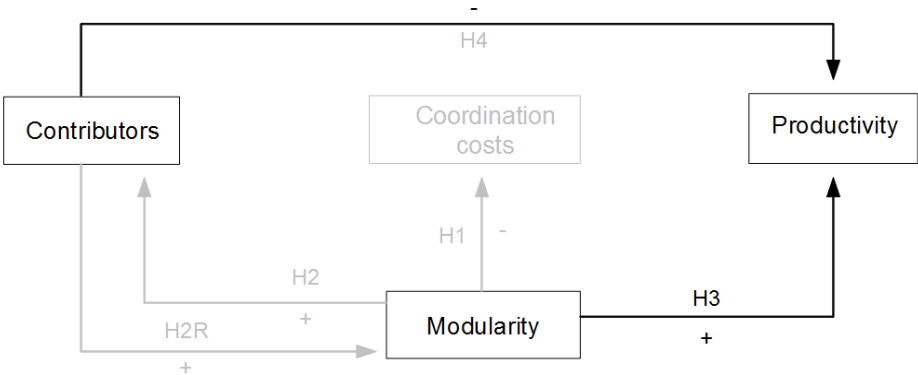 -
H4
Contributors
Coordination
costs
Productivity
H1
-
H2
+
H3
+
Modularity
H2R
+